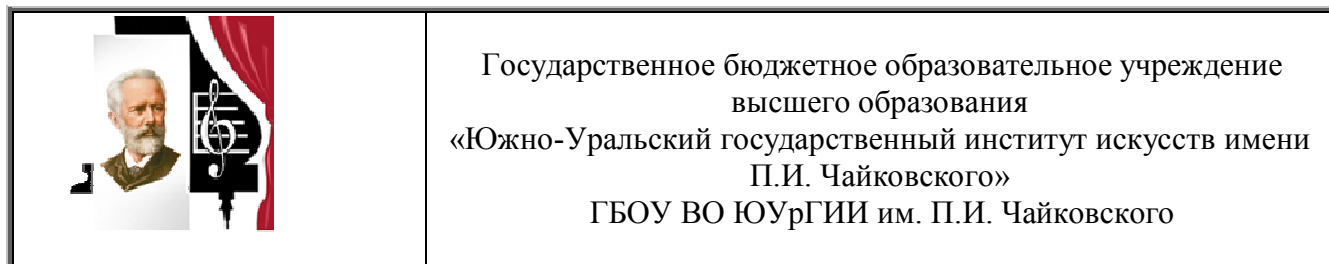 Государственное бюджетное образовательное учреждение
высшего образования
«Южно-Уральский государственный институт искусств имени
П.И. Чайковского»
ГБОУ ВО ЮУрГИИ им. П.И. Чайковского